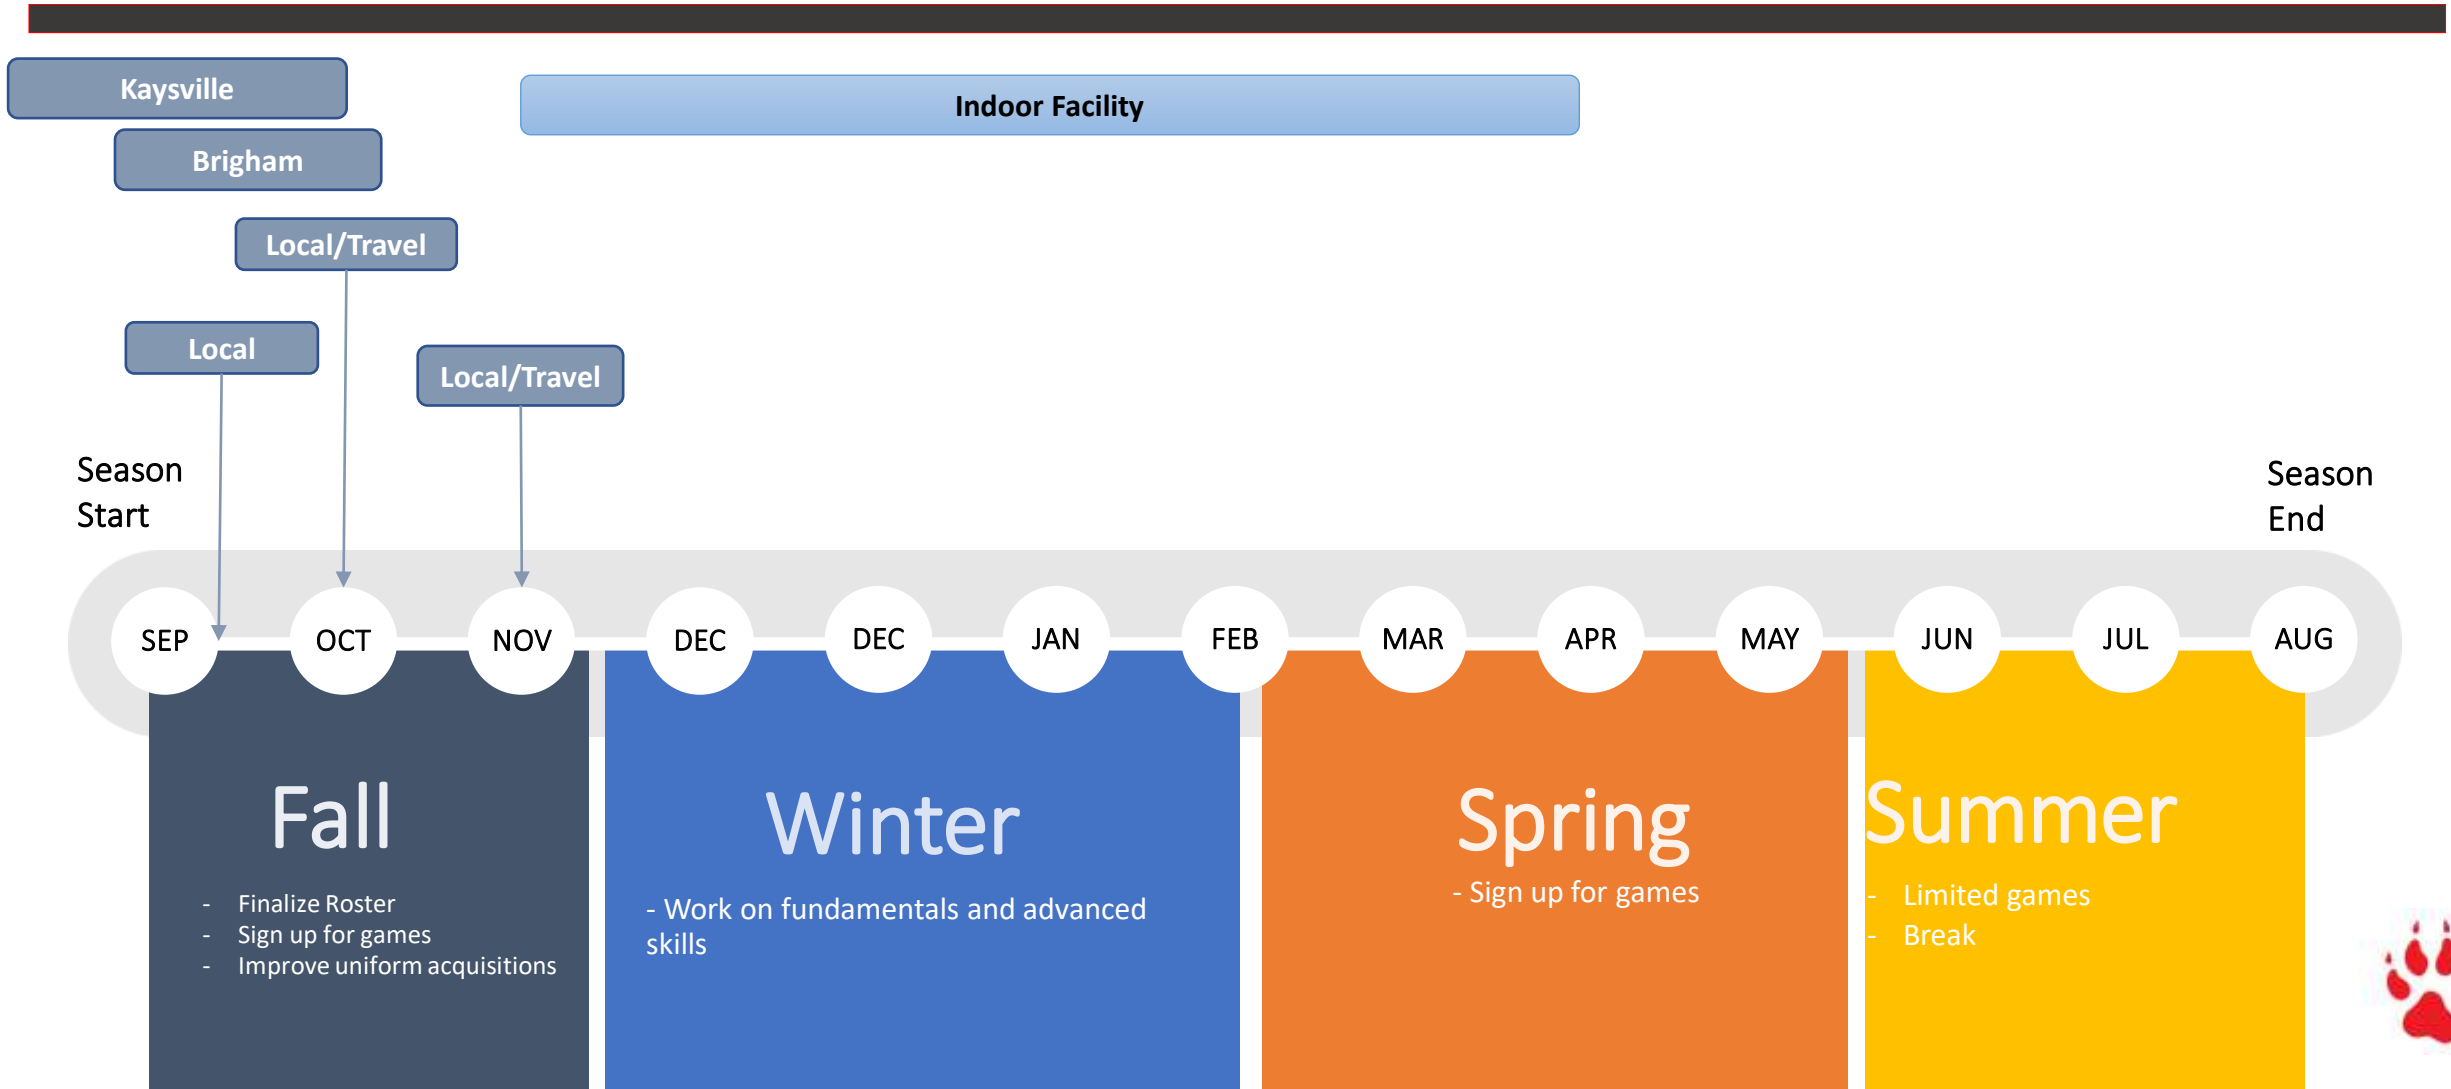 Kaysville
Indoor Facility
Brigham
Local/Travel
Local
Local/Travel
Season
Start
Season
End
SEP
OCT
NOV
DEC
DEC
JAN
FEB
MAR
APR
MAY
JUN
JUL
AUG
Fall
- Finalize Roster
- Sign up for games
- Improve uniform acquisitions
Winter
- Work on fundamentals and advanced
skills
Spring
- Sign up for games
Summer
- Limited games
- Break